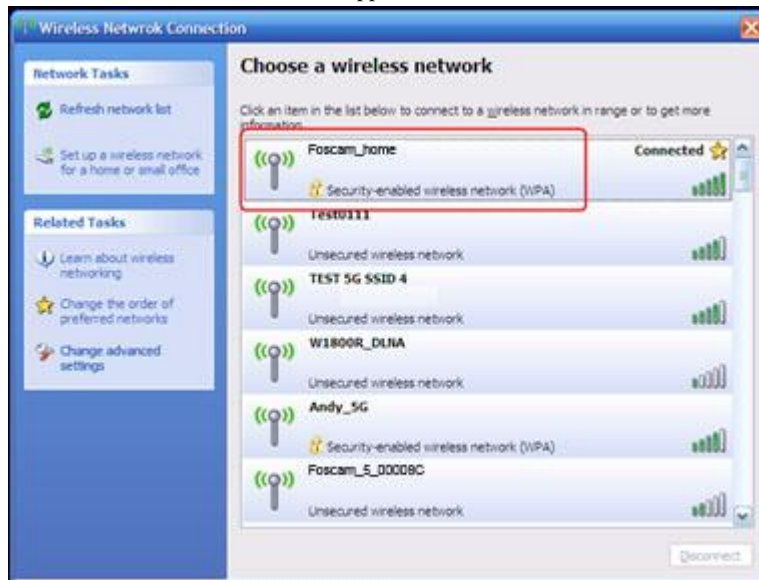 Wireless Netwrok Connection
Network Tasks
Refresh network list
Set up a wireless network
for a home or small office
Related Tasks
Learn about wireless
networking
Change the order of
preferred networks
Change advanced
settings
Choose a wireless network
Click an item in the list below to connect to a wireless network in range or to get more
information.
Foscam_home
Connected
Security-enabled wireless network (WPA)
Test0111
Unsecured wireless network
TEST 5G SSID 4
Unsecured wireless network
W1800R_DLNA
Unsecured wireless network
Andy_5G
Security-enabled wireless network (WPA)
Foscam_5_00008C
Unsecured wireless network
Disconnect